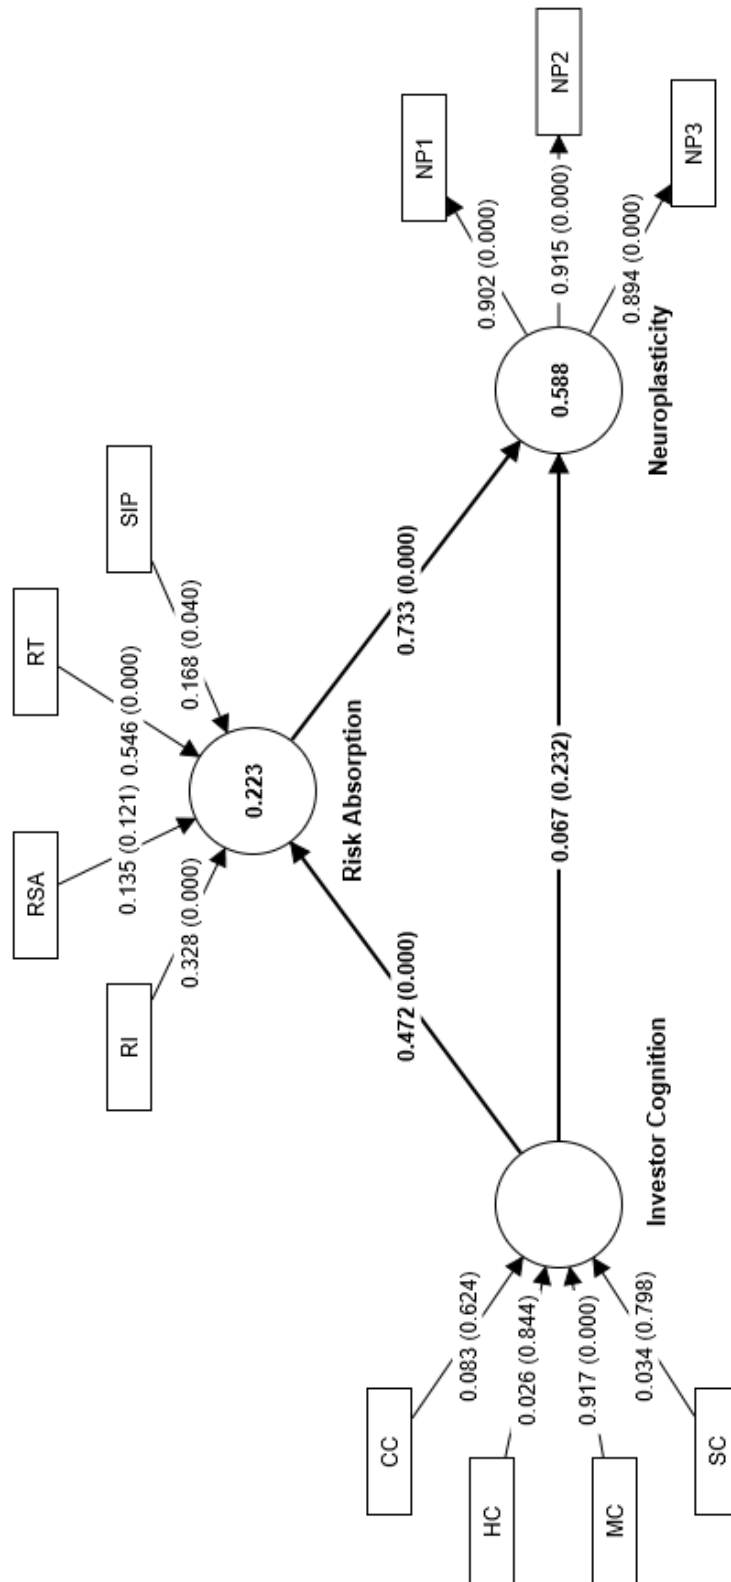 RT
RSA
SIP
RI
0.135 (0.121)
0.546 (0.000)
0.328 (0.000)
0.168 (0.040)
0.223
Risk Absorption
0.472 (0.000)
0.733 (0.000)
NP1
CC
0.902 (0.000)
0.083 (0.624)
HC
0.026 (0.844)
0.067 (0.232)
0.588
0.915 (0.000)
NP2
MC
0.917 (0.000)
0.894 (0.000)
SC
0.034 (0.798)
Investor Cognition
Neuroplasticity
NP3